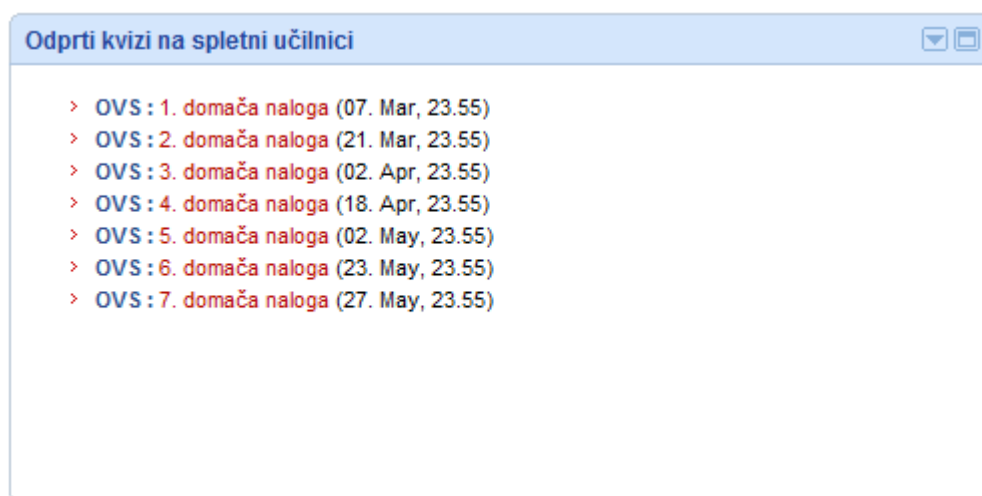 Odprti kvizi na spletni učilnici
OVS : 1. domača naloga (07. Mar, 23.55)
OVS : 2. domača naloga (21. Mar, 23.55)
OVS : 3. domača naloga (02. Apr, 23.55)
OVS : 4. domača naloga (18. Apr, 23.55)
OVS : 5. domača naloga (02. May, 23.55)
OVS : 6. domača naloga (23. May, 23.55)
OVS : 7. domača naloga (27. May, 23.55)